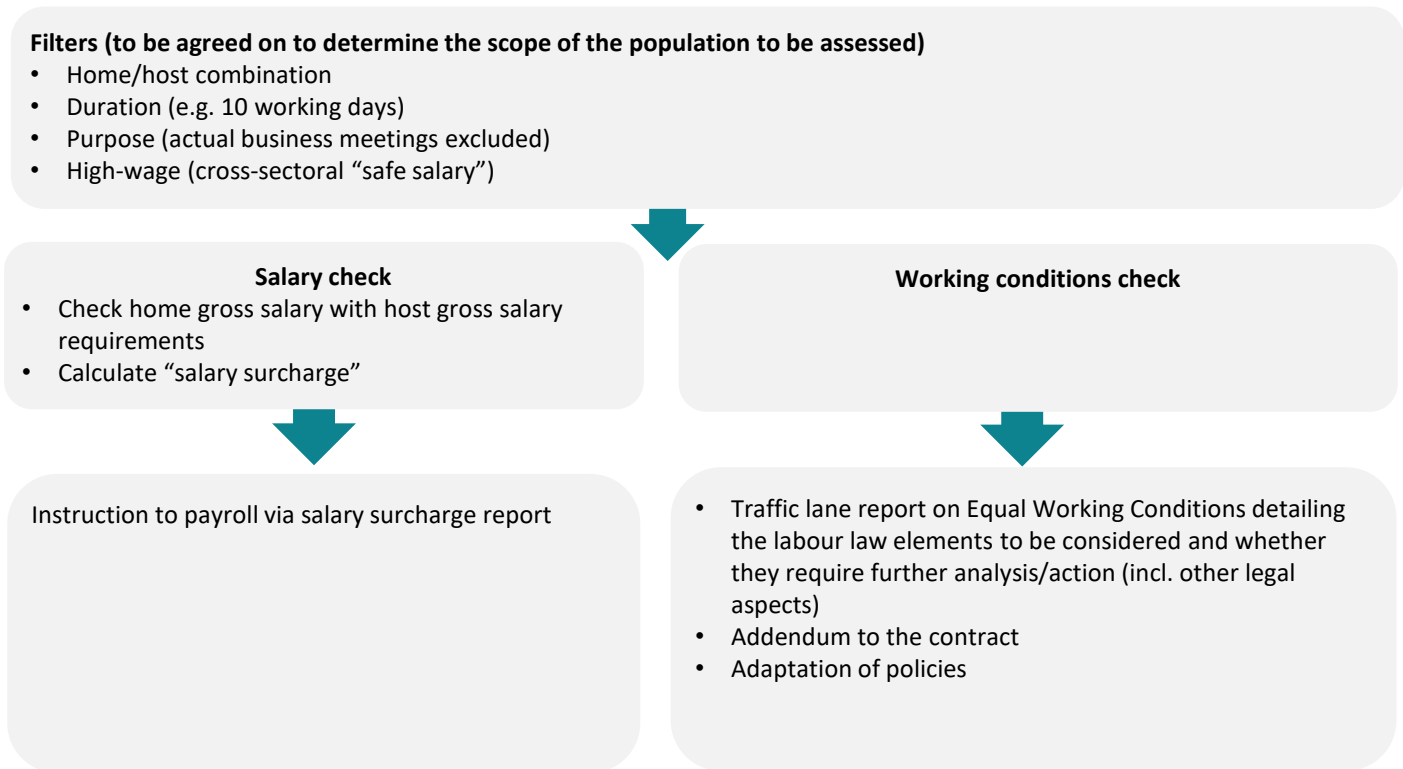 Filters (to be agreed on to determine the scope of the population to be assessed)
• Home/host combination
• Duration (e.g. 10 working days)
• Purpose (actual business meetings excluded)
• High-wage (cross-sectoral “safe salary”)
Salary check
• Check home gross salary with host gross salary
requirements
• Calculate “salary surcharge”
Working conditions check
Instruction to payroll via salary surcharge report
• Traffic lane report on Equal Working Conditions detailing
the labour law elements to be considered and whether
they require further analysis/action (incl. other legal
aspects)
• Addendum to the contract
• Adaptation of policies